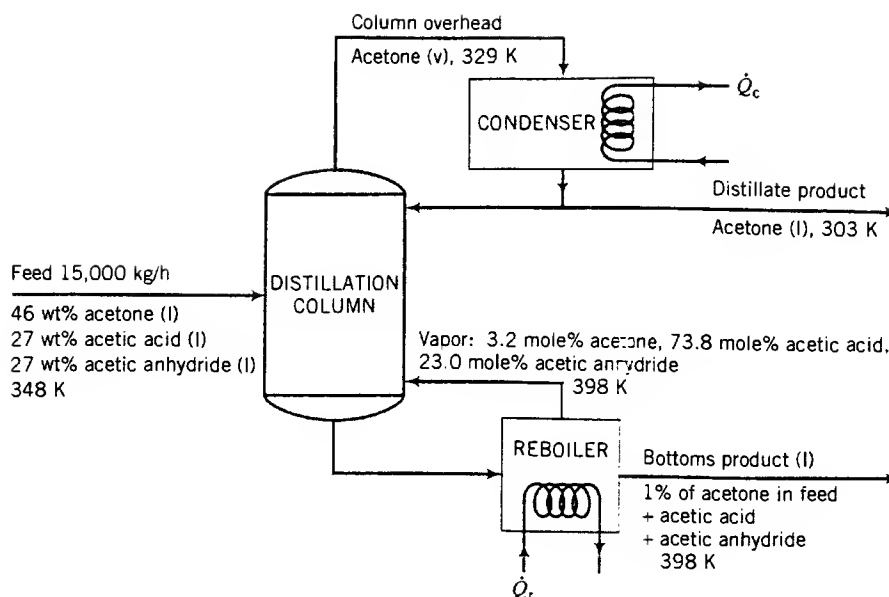 Column overhead
Acetone (v), 329 K
Q̇c
CONDENSER
Distillate product
Acetone (l), 303 K
Feed 15,000 kg/h
46 wt% acetone (l)
27 wt% acetic acid (l)
27 wt% acetic anhydride (l)
348 K
DISTILLATION
COLUMN
Vapor: 3.2 mole% acetone, 73.8 mole% acetic acid,
23.0 mole% acetic anhydride
398 K
REBOILER
Bottoms product (l)
1% of acetone in feed
+ acetic acid
+ acetic anhydride
398 K
Q̇r